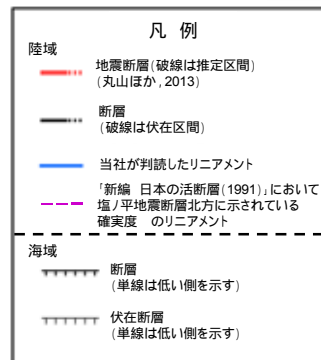 凡 例
陸域
地震断層(破線は推定区間)
(丸山ほか,2013)
断層
(破線は伏在区間)
当社が判読したリニアメント
「新編 日本の活断層(1991)」において
塩ノ平地震断層北方に示されている
確実度 のリニアメント
海域
断層
(単線は低い側を示す)
伏在断層
(単線は低い側を示す)